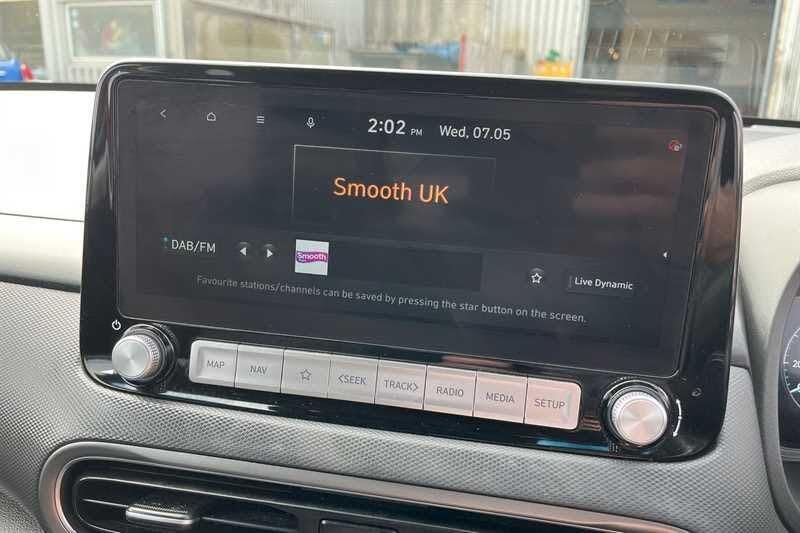 2:02 PM Wed, 07.05
Smooth UK
DAB/FM
Smooth
Live Dynamic
Favourite stations/channels can be saved by pressing the star button on the screen.
MAP NAV <SEEK TRACK> RADIO MEDIA SETUP
20